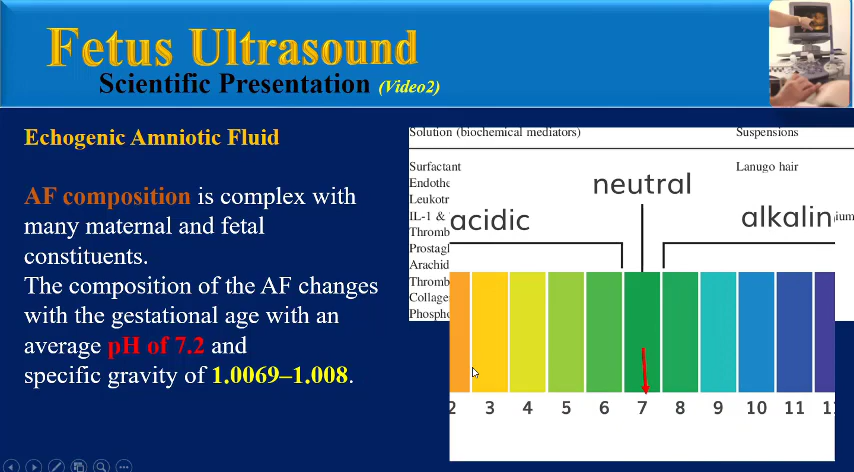 Fetus Ultrasound
Scientific Presentation (Video2)
Echogenic Amniotic Fluid
AF composition is complex with
many maternal and fetal
constituents.
The composition of the AF changes
with the gestational age with an
average pH of 7.2 and
specific gravity of 1.0069–1.008.
Solution (biochemical mediators) Suspensions
Surfactant Lanugo hair
IL-1 &
neutral
acidic
alkalin
2 3 4 5 6 7 8 9 10 11